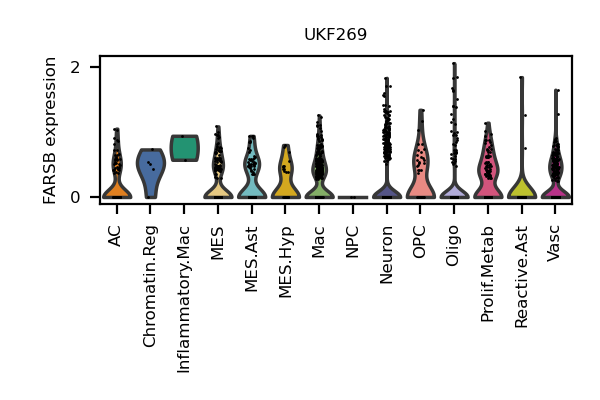 UKF269
FARSB expression
2
0
AC
Chromatin.Reg
Inflammatory.Mac
MES
MES.Ast
MES.Hyp
Mac
NPC
Neuron
OPC
Oligo
Prolif.Metab
Reactive.Ast
Vasc